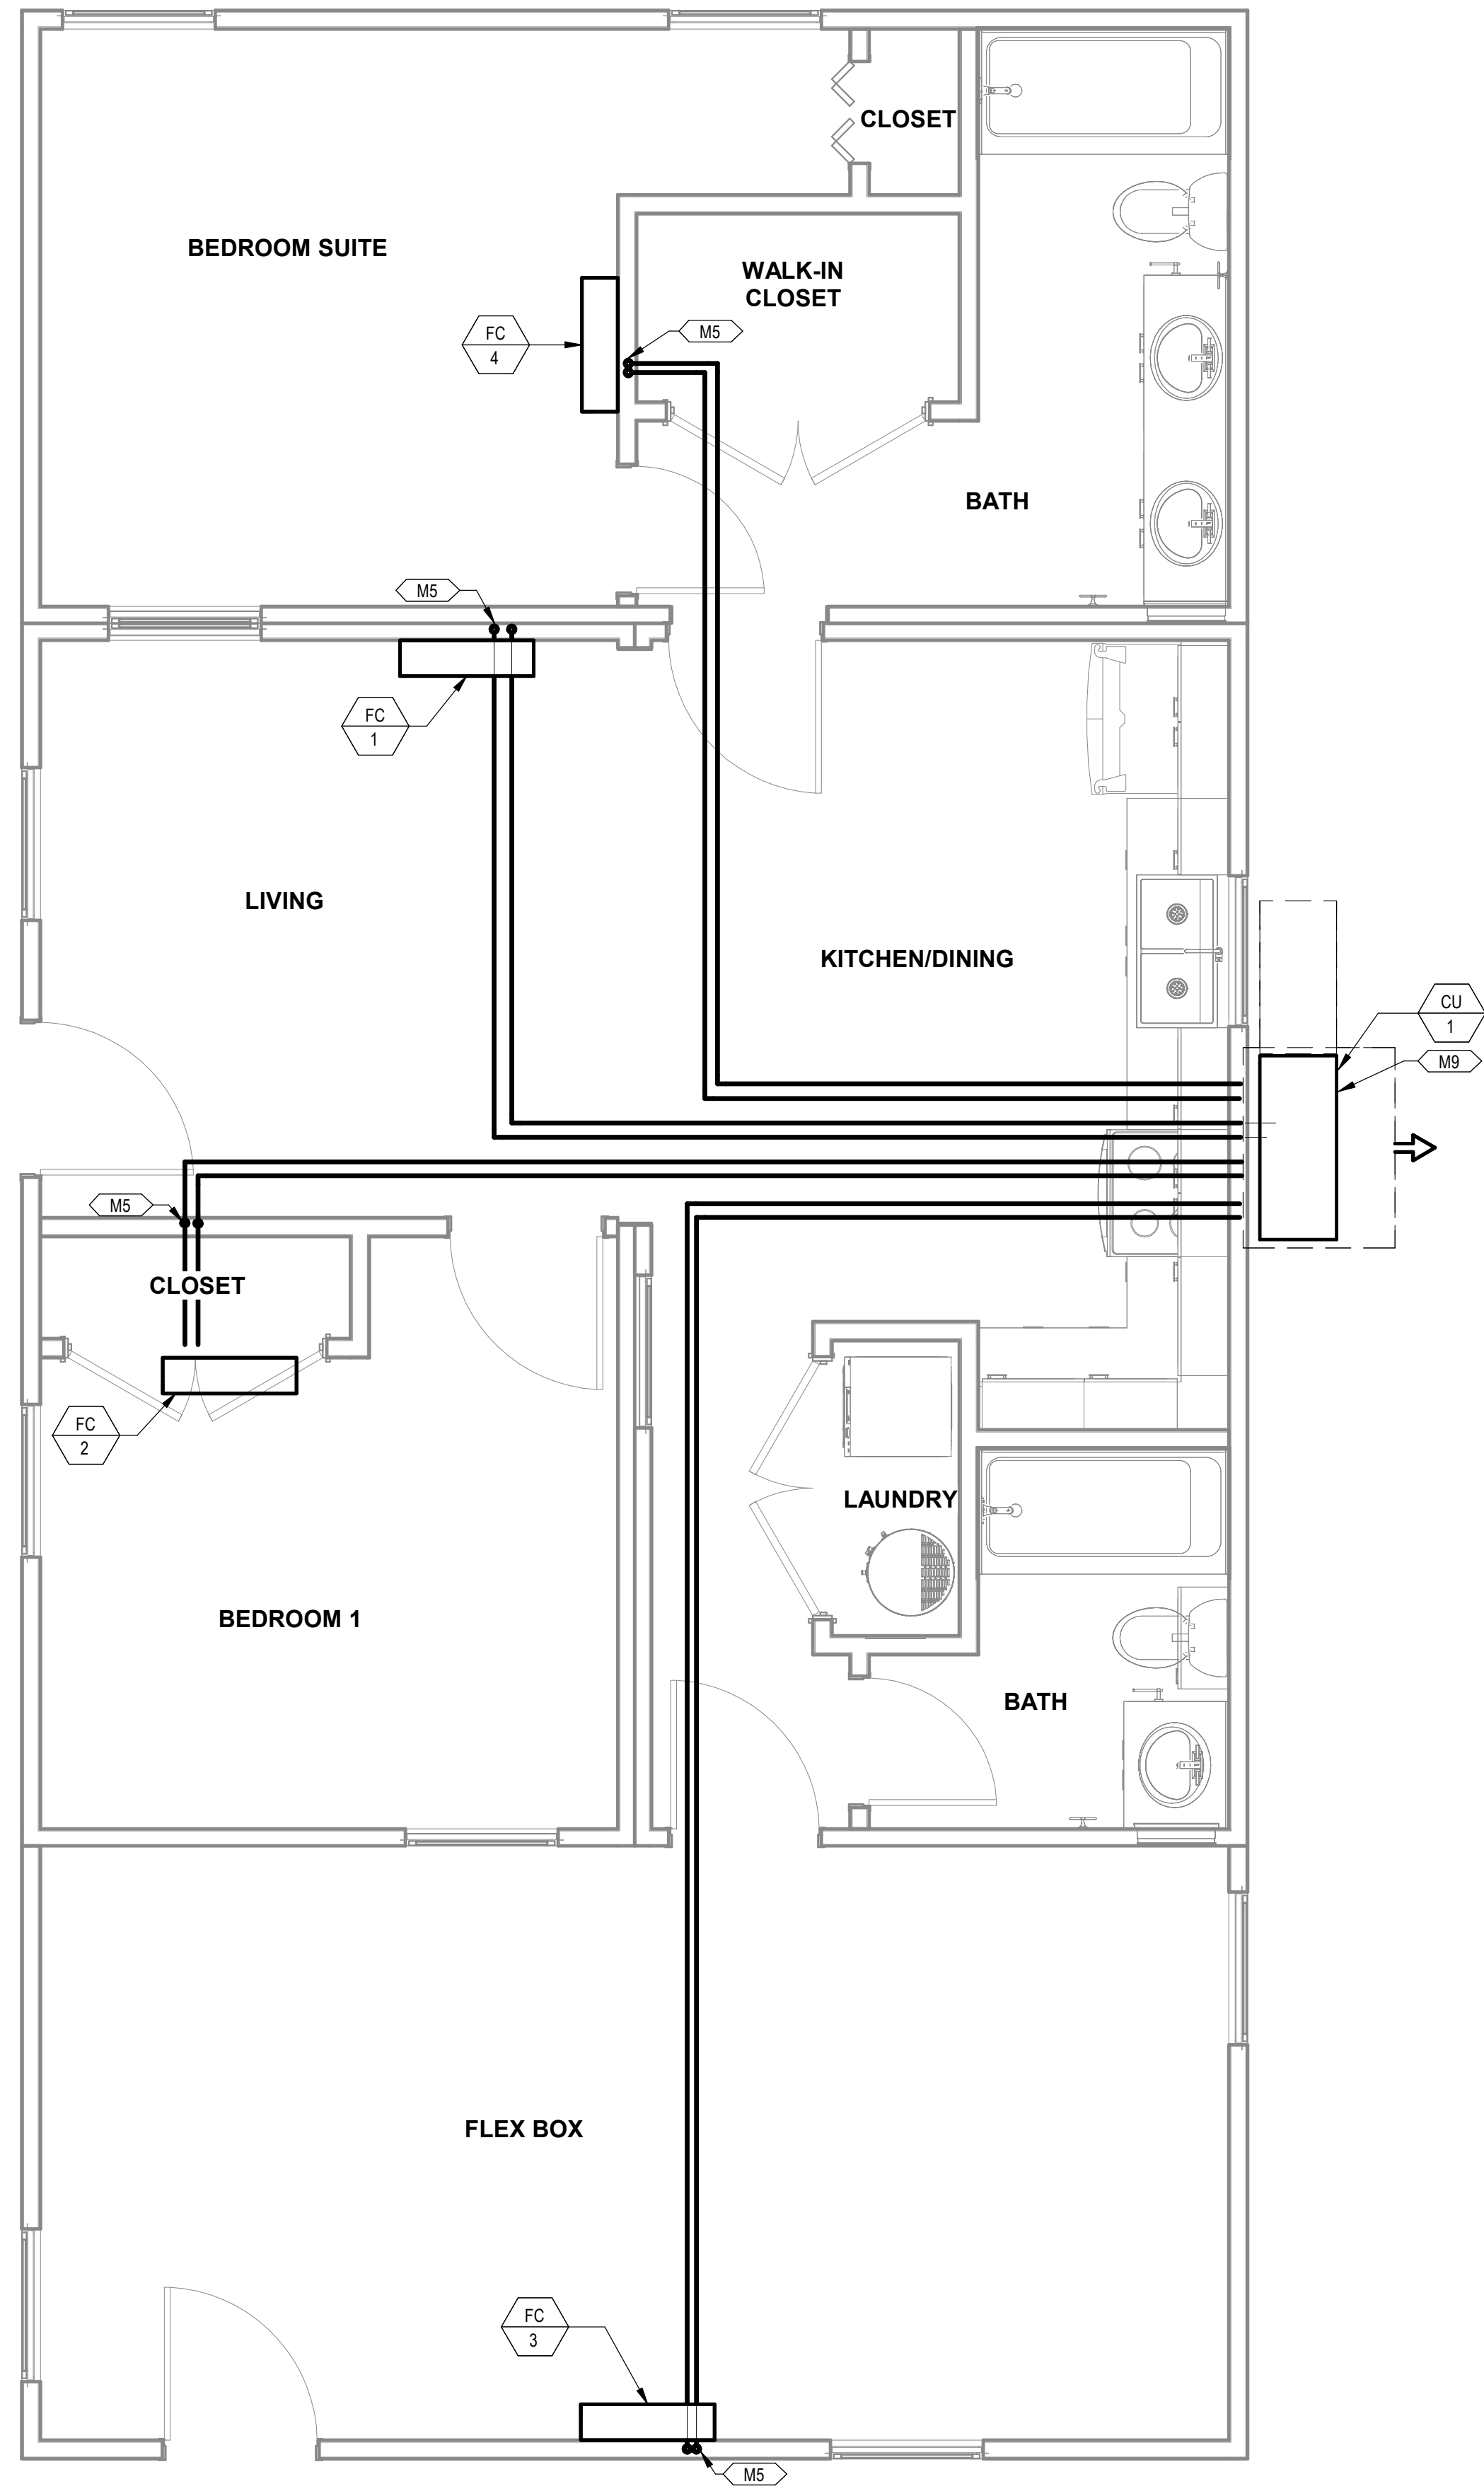 CLOSET
BEDROOM SUITE
WALK-IN
CLOSET
FC
4
M5
BATH
M5
FC
1
LIVING
KITCHEN/DINING
CU
1
M9
M5
CLOSET
FC
2
LAUNDRY
BEDROOM 1
BATH
FLEX BOX
FC
3
M5